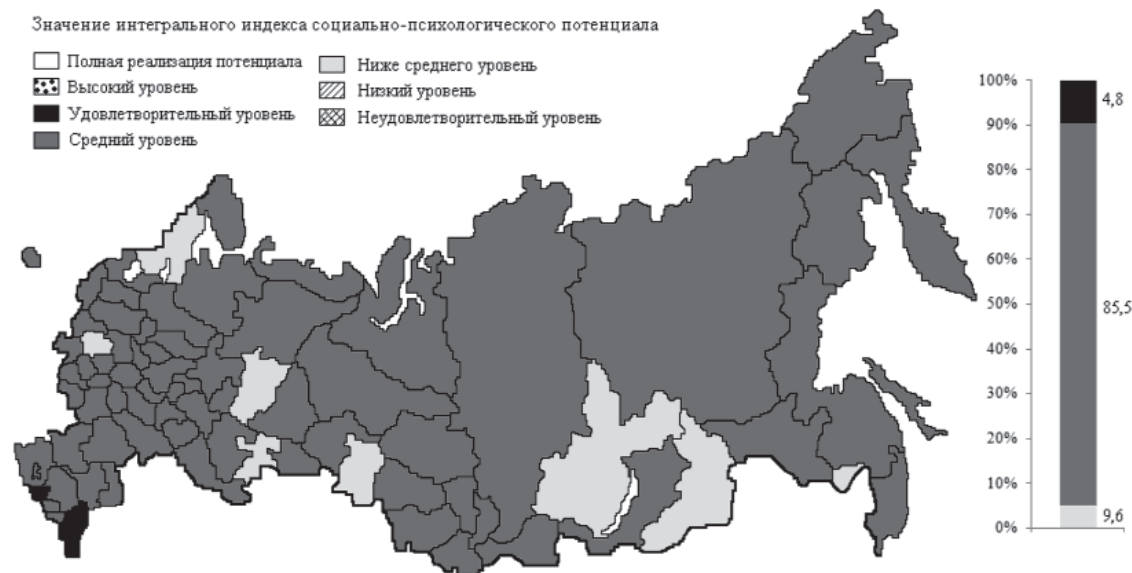 Значение интегрального индекса социально-психологического потенциала
Полная реализация потенциала
Высокий уровень
Удовлетворительный уровень
Средний уровень
Ниже среднего уровень
Низкий уровень
Неудовлетворительный уровень
100%
90%
80%
70%
60%
50%
40%
30%
20%
10%
0%
4,8
85,5
9,6